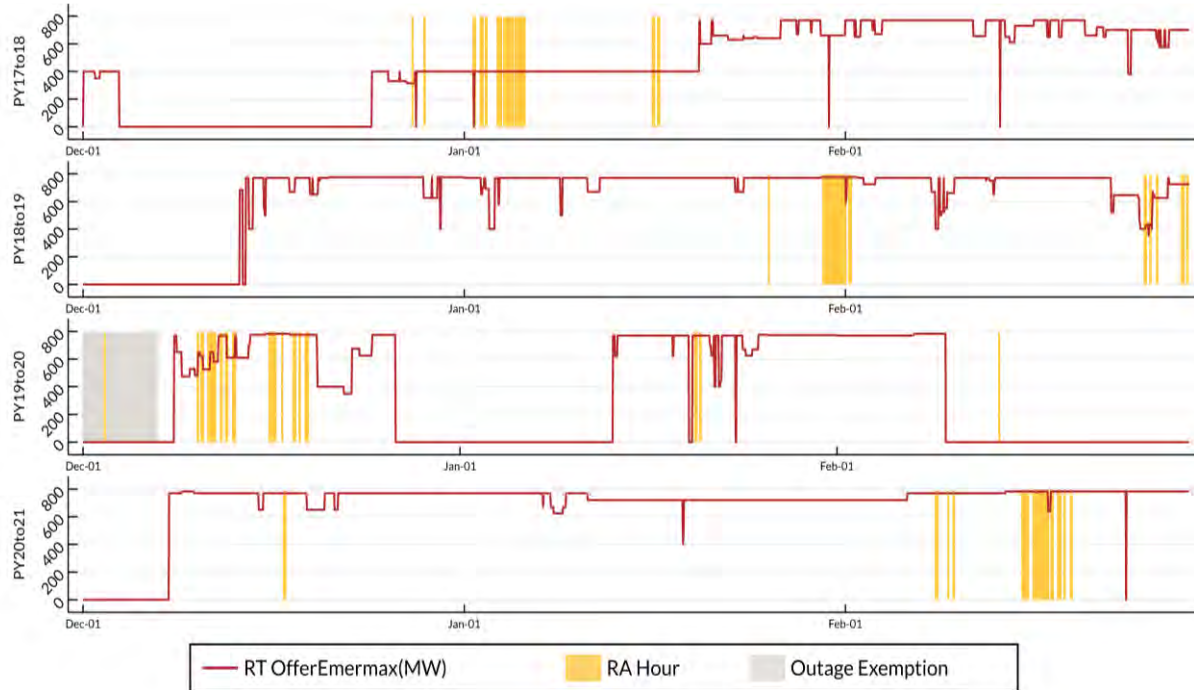 PY17to18
800
600
400
200
0
Dec-01 Jan-01 Feb-01
PY18to19
800
600
400
200
0
Dec-01 Jan-01 Feb-01
PY19to20
800
600
400
200
0
Dec-01 Jan-01 Feb-01
PY20to21
800
600
400
200
0
Dec-01 Jan-01 Feb-01
RT OfferEmermax(MW) RA Hour Outage Exemption